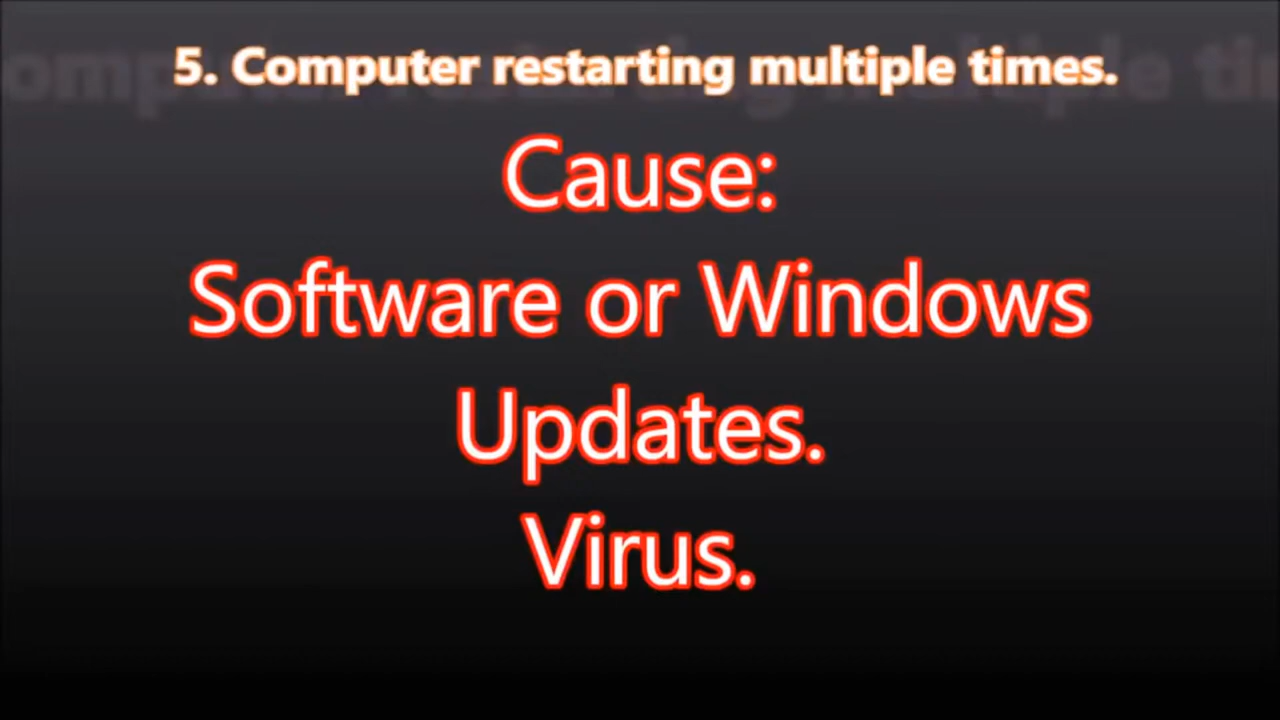 5. Computer restarting multiple times.
Cause:
Software or Windows
Updates.
Virus.